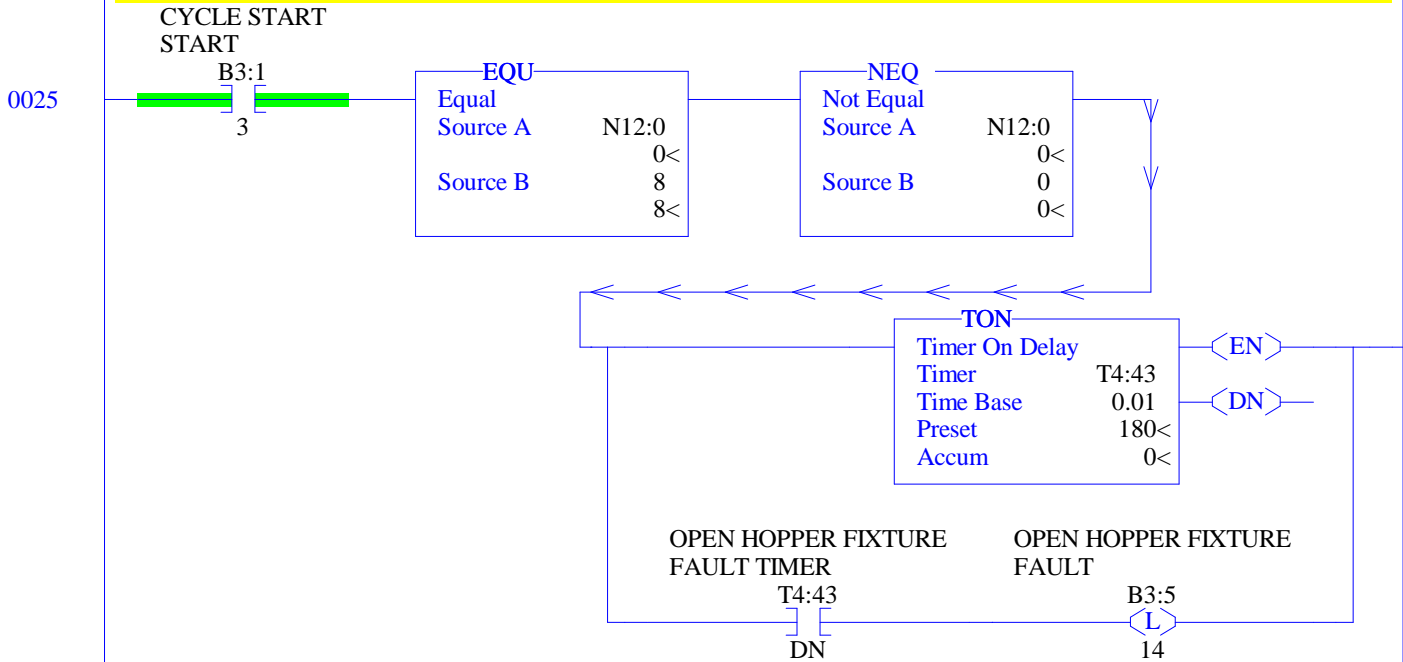 CYCLE START
START
B3:1
3
0025
EQU
Equal
Source A N12:0
0<
Source B 8
8<
NEQ
Not Equal
Source A N12:0
0<
Source B 0
0<
TON
Timer On Delay
Timer T4:43
Time Base 0.01
Preset 180<
Accum 0<
EN
DN
OPEN HOPPER FIXTURE
FAULT TIMER
T4:43
DN
OPEN HOPPER FIXTURE
FAULT
B3:5
L
14